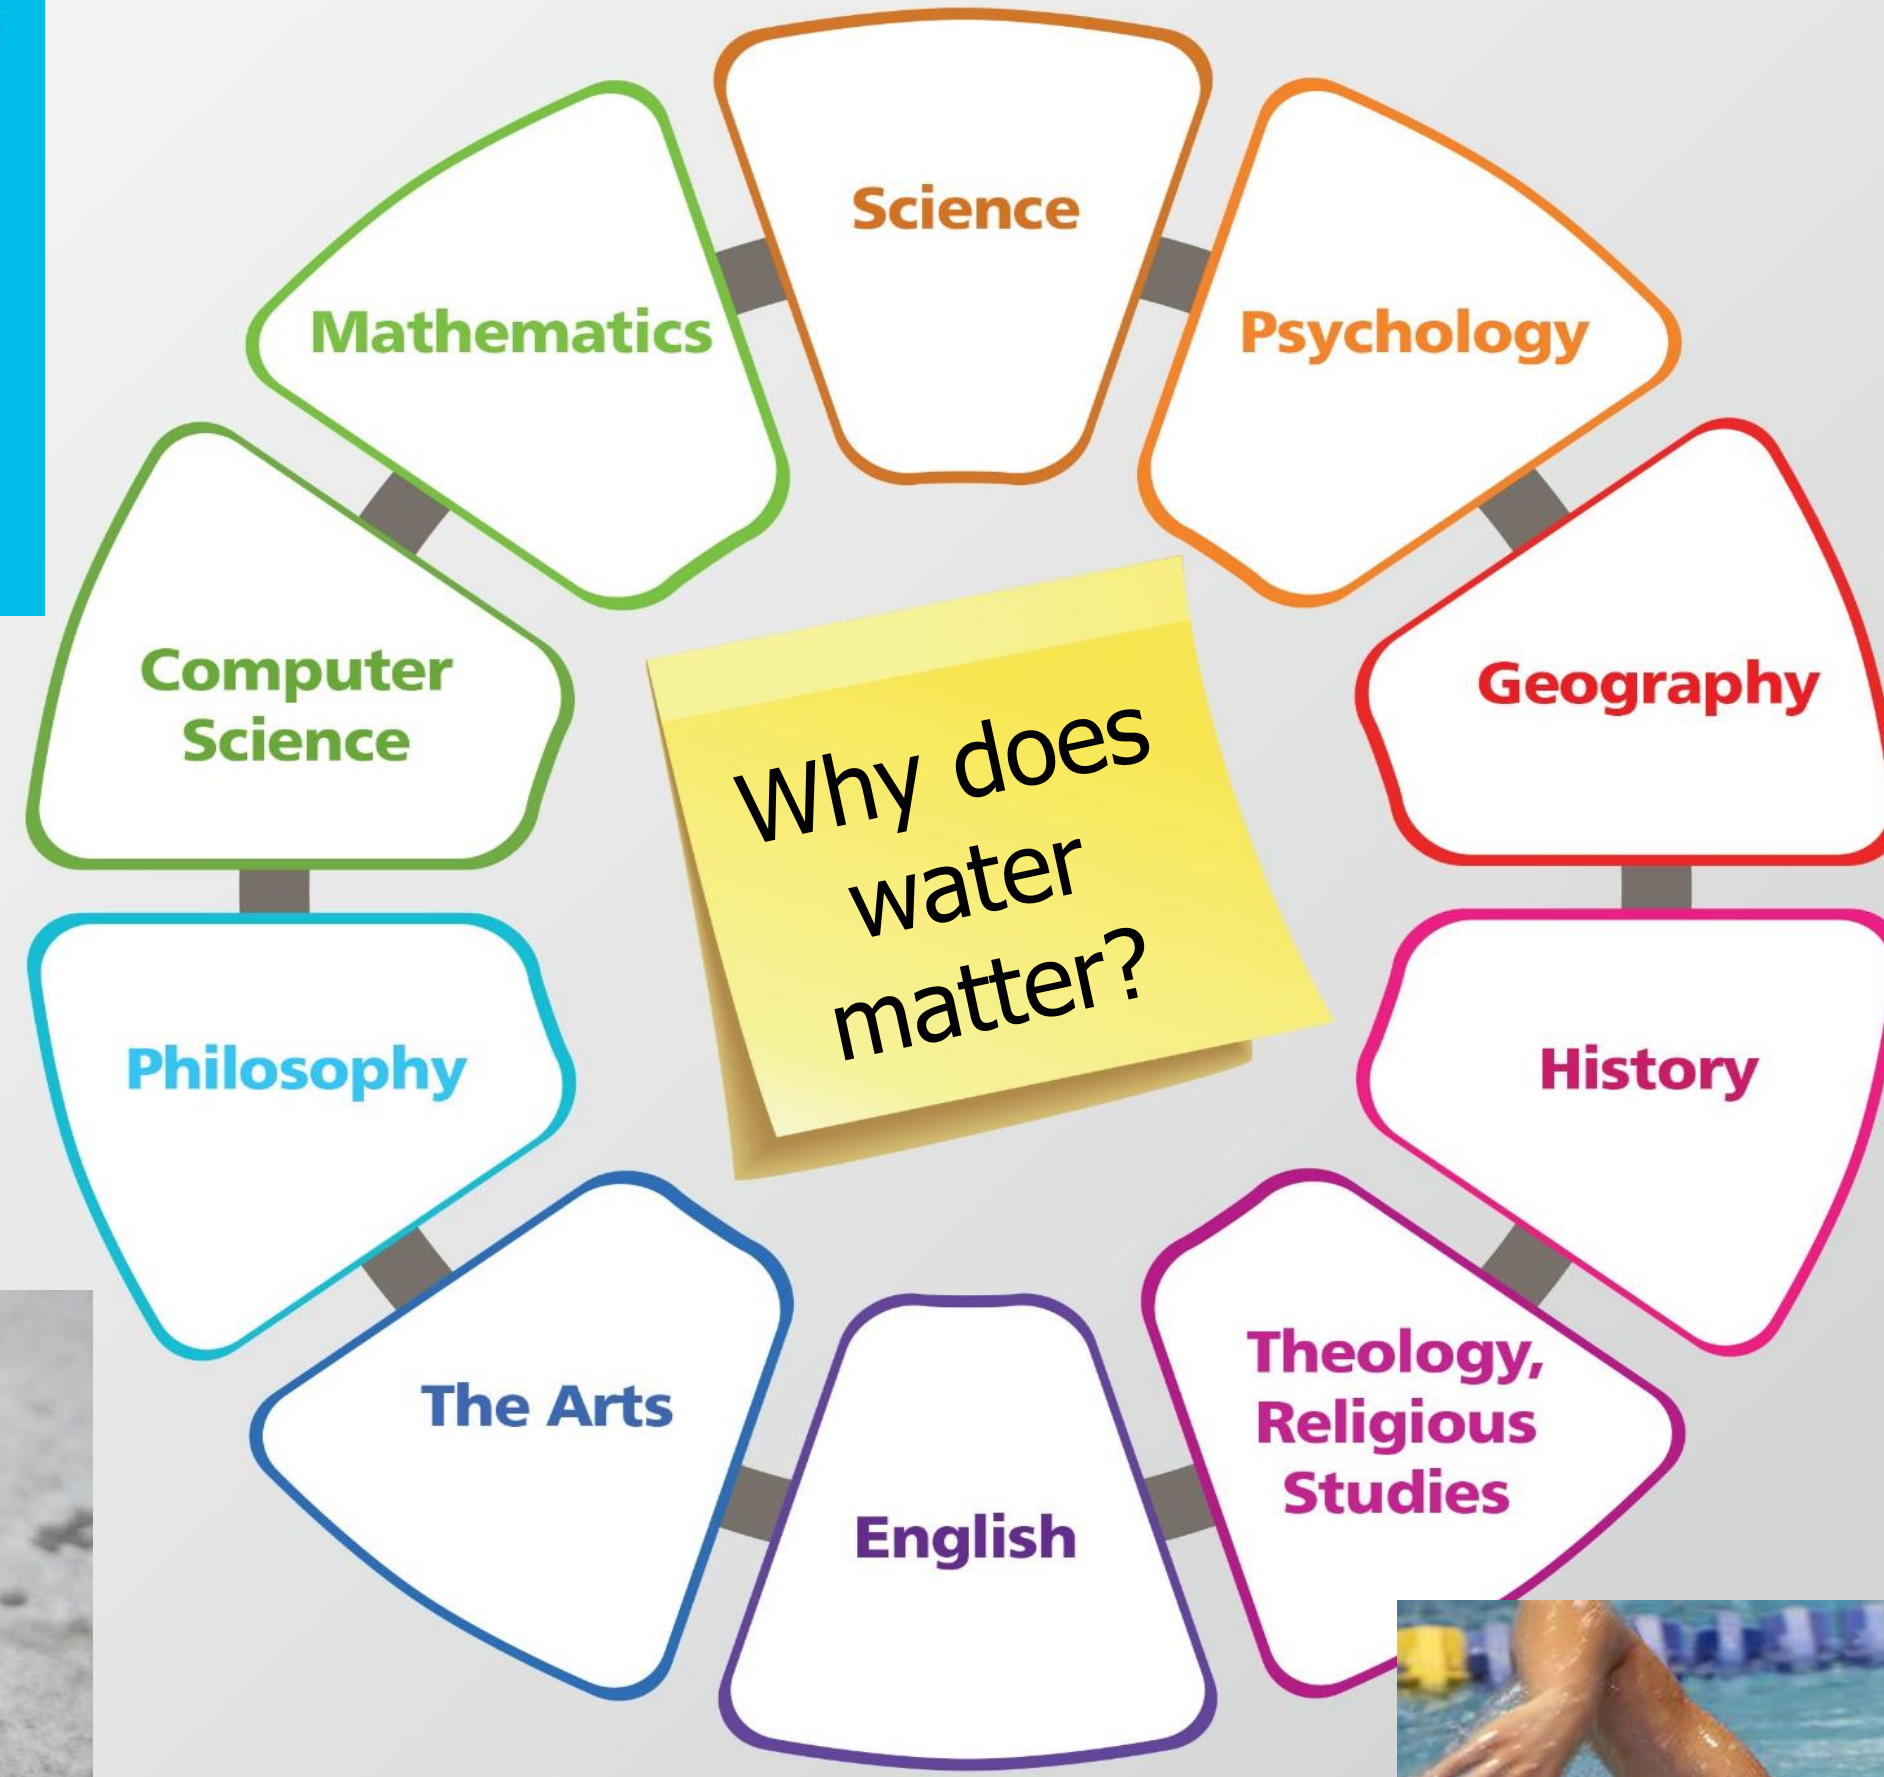 Science
Mathematics
Psychology
Computer
Science
Geography
Why does
water
matter?
Philosophy
History
The Arts
Theology,
Religious
Studies
English